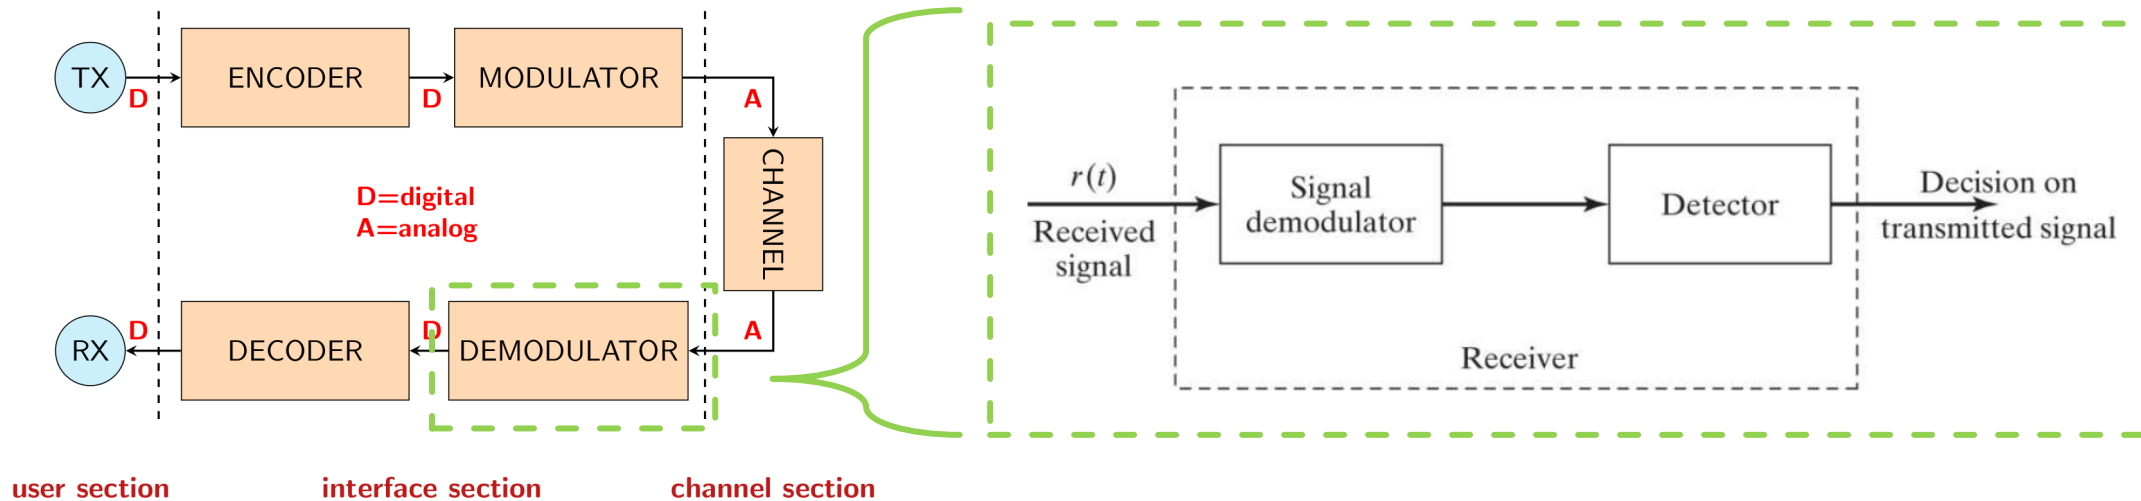 TX
D
ENCODER
D
MODULATOR
A
CHANNEL
D=digital
A=analog
RX
D
DECODER
D
DEMODULATOR
A
user section
interface section
channel section
r(t)
Received
signal
Signal
demodulator
Detector
Decision on
transmitted signal
Receiver